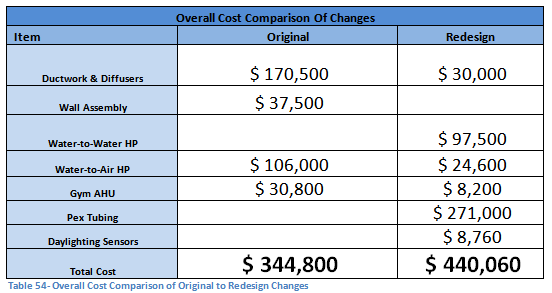 Overall Cost Comparison Of Changes
Item Original Redesign
Ductwork & Diffusers $ 170,500 $ 30,000
Wall Assembly $ 37,500
Water-to-Water HP $ 97,500
Water-to-Air HP $ 106,000 $ 24,600
Gym AHU $ 30,800 $ 8,200
Pex Tubing $ 271,000
Daylighting Sensors $ 8,760
Total Cost $ 344,800 $ 440,060
Table 54- Overall Cost Comparison of Original to Redesign Changes